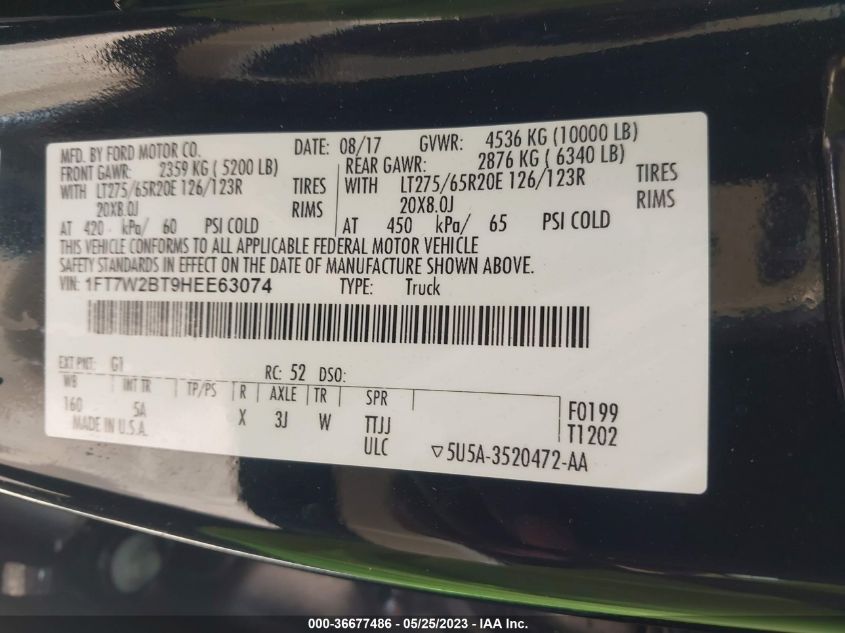 MFD. BY FORD MOTOR CO.
DATE: 08/17 GVWR: 4536 KG (10000 LB)
FRONT GAWR: 2359 KG ( 5200 LB)
REAR GAWR: 2876 KG ( 6340 LB)
WITH LT275/65R20E 126/123R TIRES
WITH LT275/65R20E 126/123R TIRES
20X8.0J RIMS
20X8.0J RIMS
AT 420 kPa/ 60 PSI COLD
AT 450 kPa/ 65 PSI COLD
THIS VEHICLE CONFORMS TO ALL APPLICABLE FEDERAL MOTOR VEHICLE
SAFETY STANDARDS IN EFFECT ON THE DATE OF MANUFACTURE SHOWN ABOVE.
VIN: 1FT7W2BT9HEE63074 TYPE: Truck
EXT PNT: G1 RC: 52 DSO:
WB INT TR TP/PS R AXLE TR SPR
160 5A X 3J W TTJJ
ULC
F0199
T1202
MADE IN U.S.A.
▽5U5A-3520472-AA
000-36677486 - 05/25/2023 - IAA Inc.